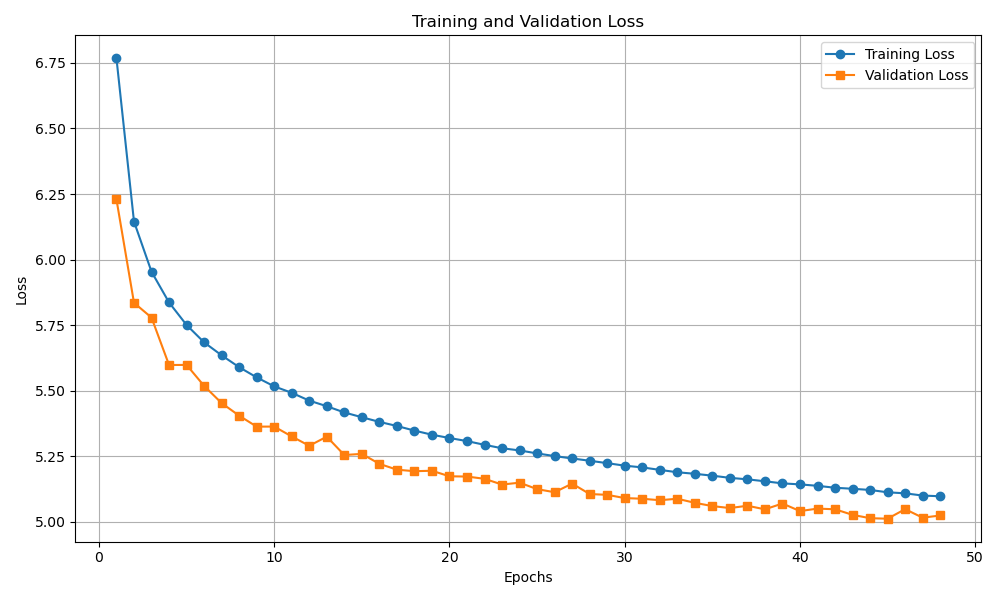 Training and Validation Loss
Training Loss
Validation Loss
Loss
6.75
6.50
6.25
6.00
5.75
5.50
5.25
5.00
0 10 20 30 40 50
Epochs